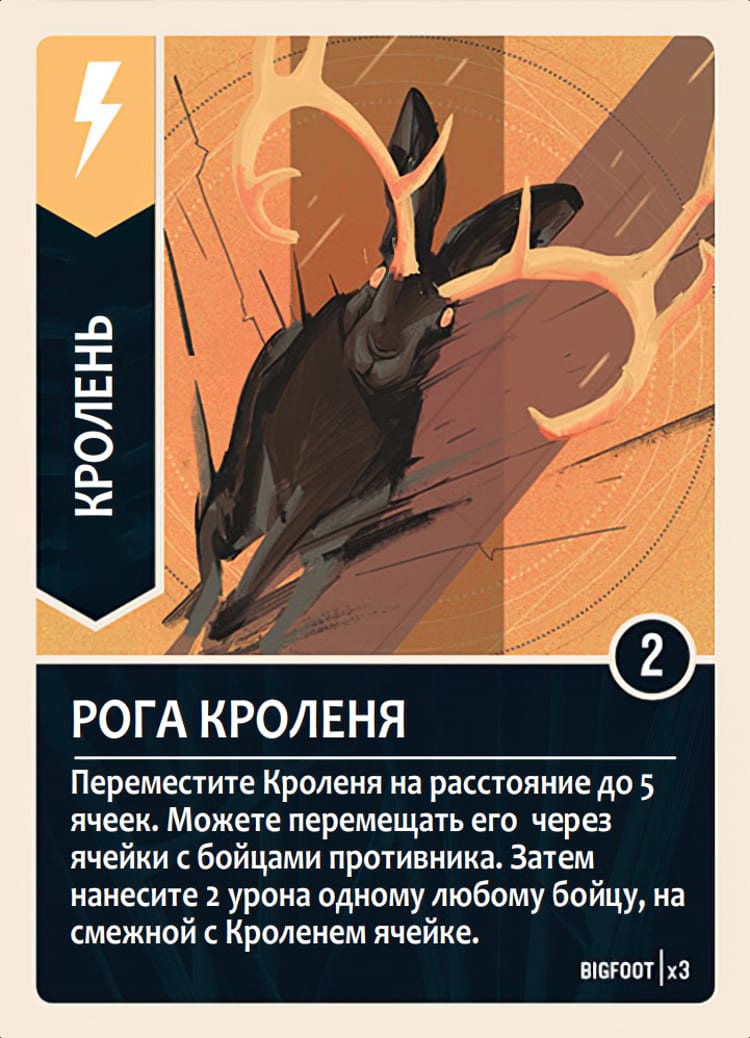 КРОЛЕНЬ
2
РОГА КРОЛЕНЯ
Переместите Кроленя на расстояние до 5
ячеек. Можете перемещать его через
ячейки с бойцами противника. Затем
нанесите 2 урона одному любому бойцу, на
смежной с Кроленем ячейке.
BIGFOOT | x3